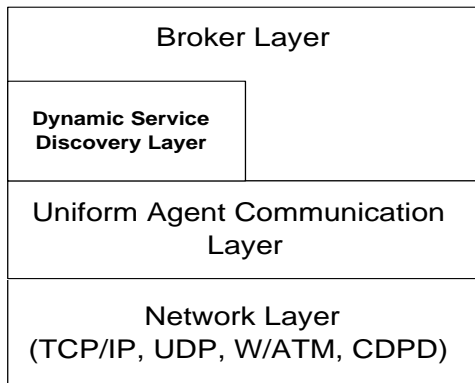 Broker Layer
Dynamic Service
Discovery Layer
Uniform Agent Communication
Layer
Network Layer
(TCP/IP, UDP, W/ATM, CDPD)